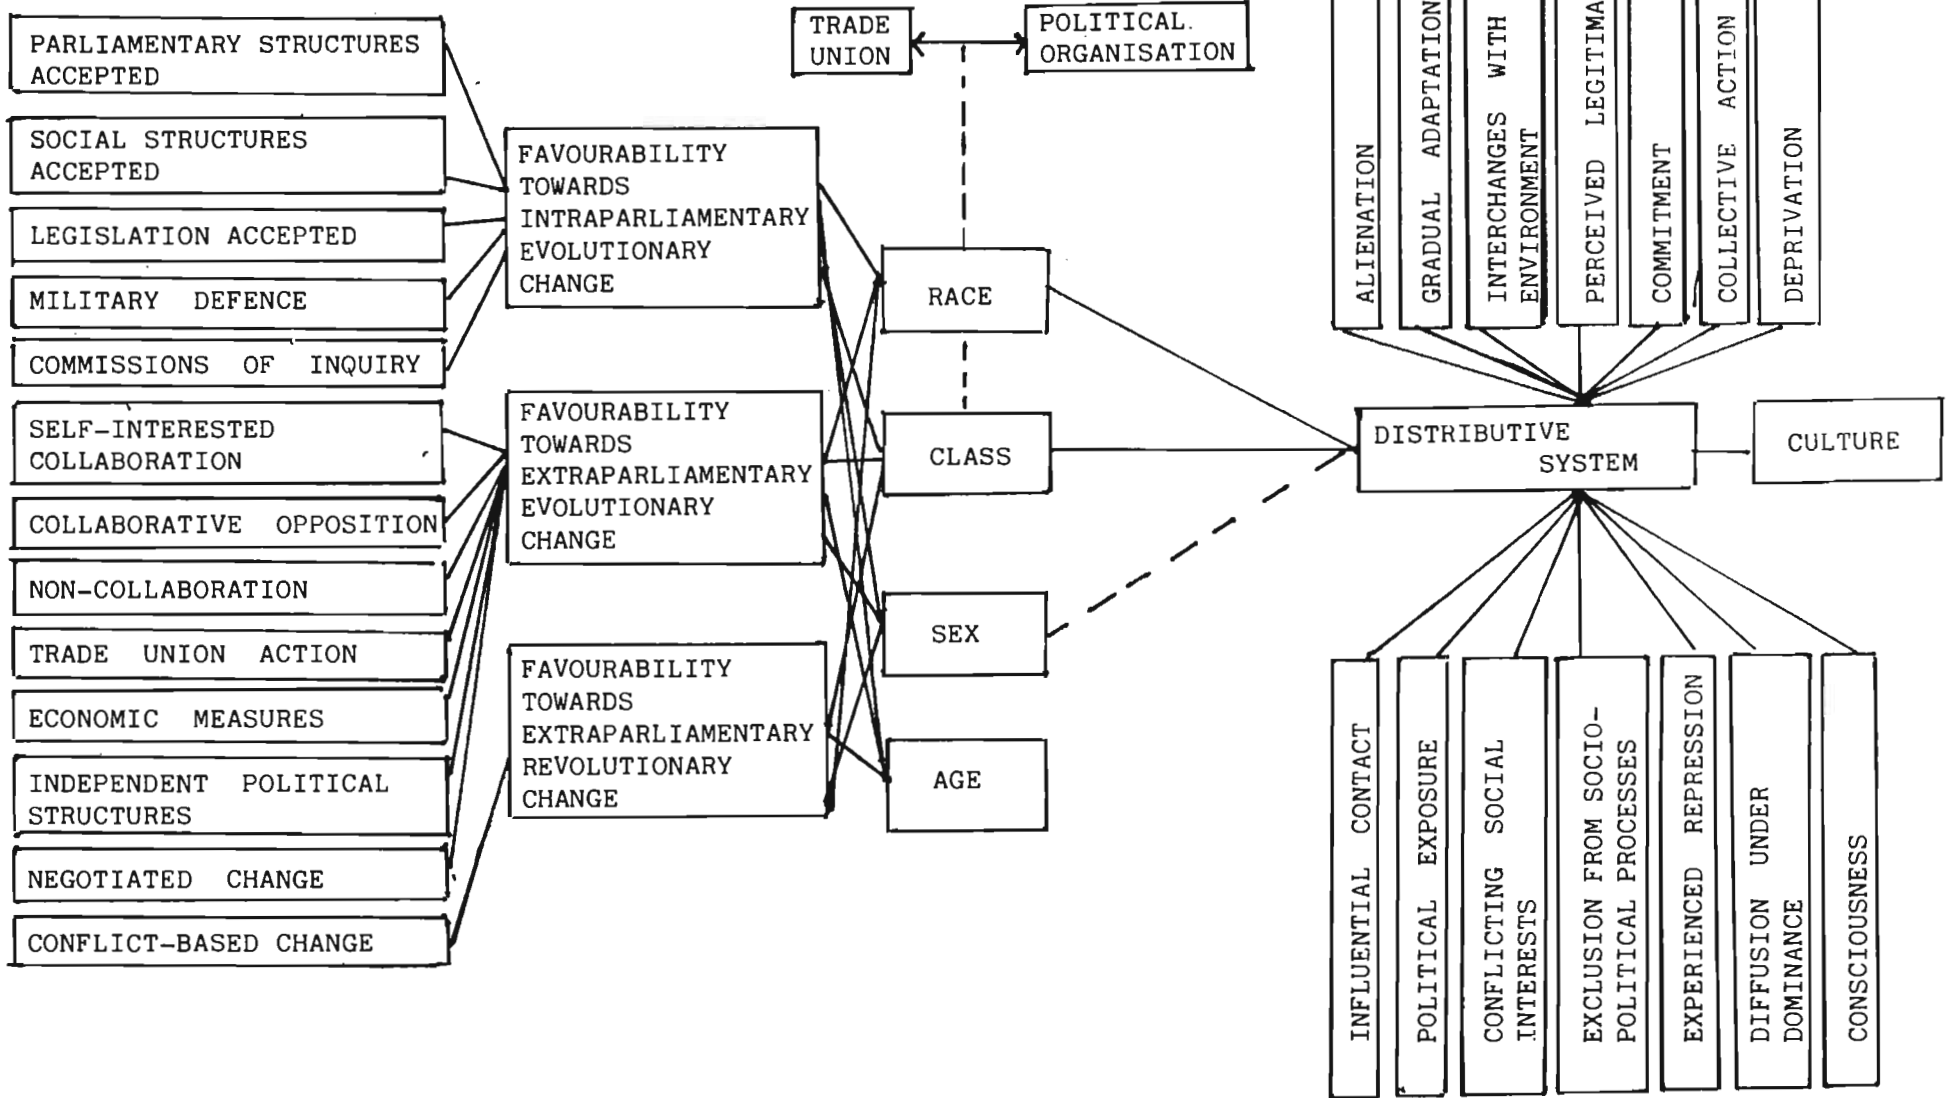 PARLIAMENTARY STRUCTURES
ACCEPTED
SOCIAL STRUCTURES
ACCEPTED
LEGISLATION ACCEPTED
MILITARY DEFENCE
COMMISSIONS OF INQUIRY
SELF-INTERESTED
COLLABORATION
COLLABORATIVE OPPOSITION
NON-COLLABORATION
TRADE UNION ACTION
ECONOMIC MEASURES
INDEPENDENT POLITICAL
STRUCTURES
NEGOTIATED CHANGE
CONFLICT-BASED CHANGE
FAVOURABILITY
TOWARDS
INTRAPARLIAMENTARY
EVOLUTIONARY
CHANGE
FAVOURABILITY
TOWARDS
EXTRAPARLIAMENTARY
EVOLUTIONARY
CHANGE
FAVOURABILITY
TOWARDS
EXTRAPARLIAMENTARY
REVOLUTIONARY
CHANGE
TRADE
UNION
POLITICAL.
ORGANISATION
RACE
CLASS
SEX
AGE
ALIENATION
GRADUAL ADAPTATION
INTERCHANGES WITH
ENVIRONMENT
PERCEIVED
COMMITMENT
COLLECTIVE ACTION
DEPRIVATION
DISTRIBUTIVE
SYSTEM
CULTURE
INFLUENTIAL CONTACT
POLITICAL EXPOSURE
CONFLICTING SOCIAL
INTERESTS
EXCLUSION FROM SOCIO-
POLITICAL PROCESSES
EXPERIENCED REPRESSION
DIFFUSION UNDER
DOMINANCE
CONSCIOUSNESS